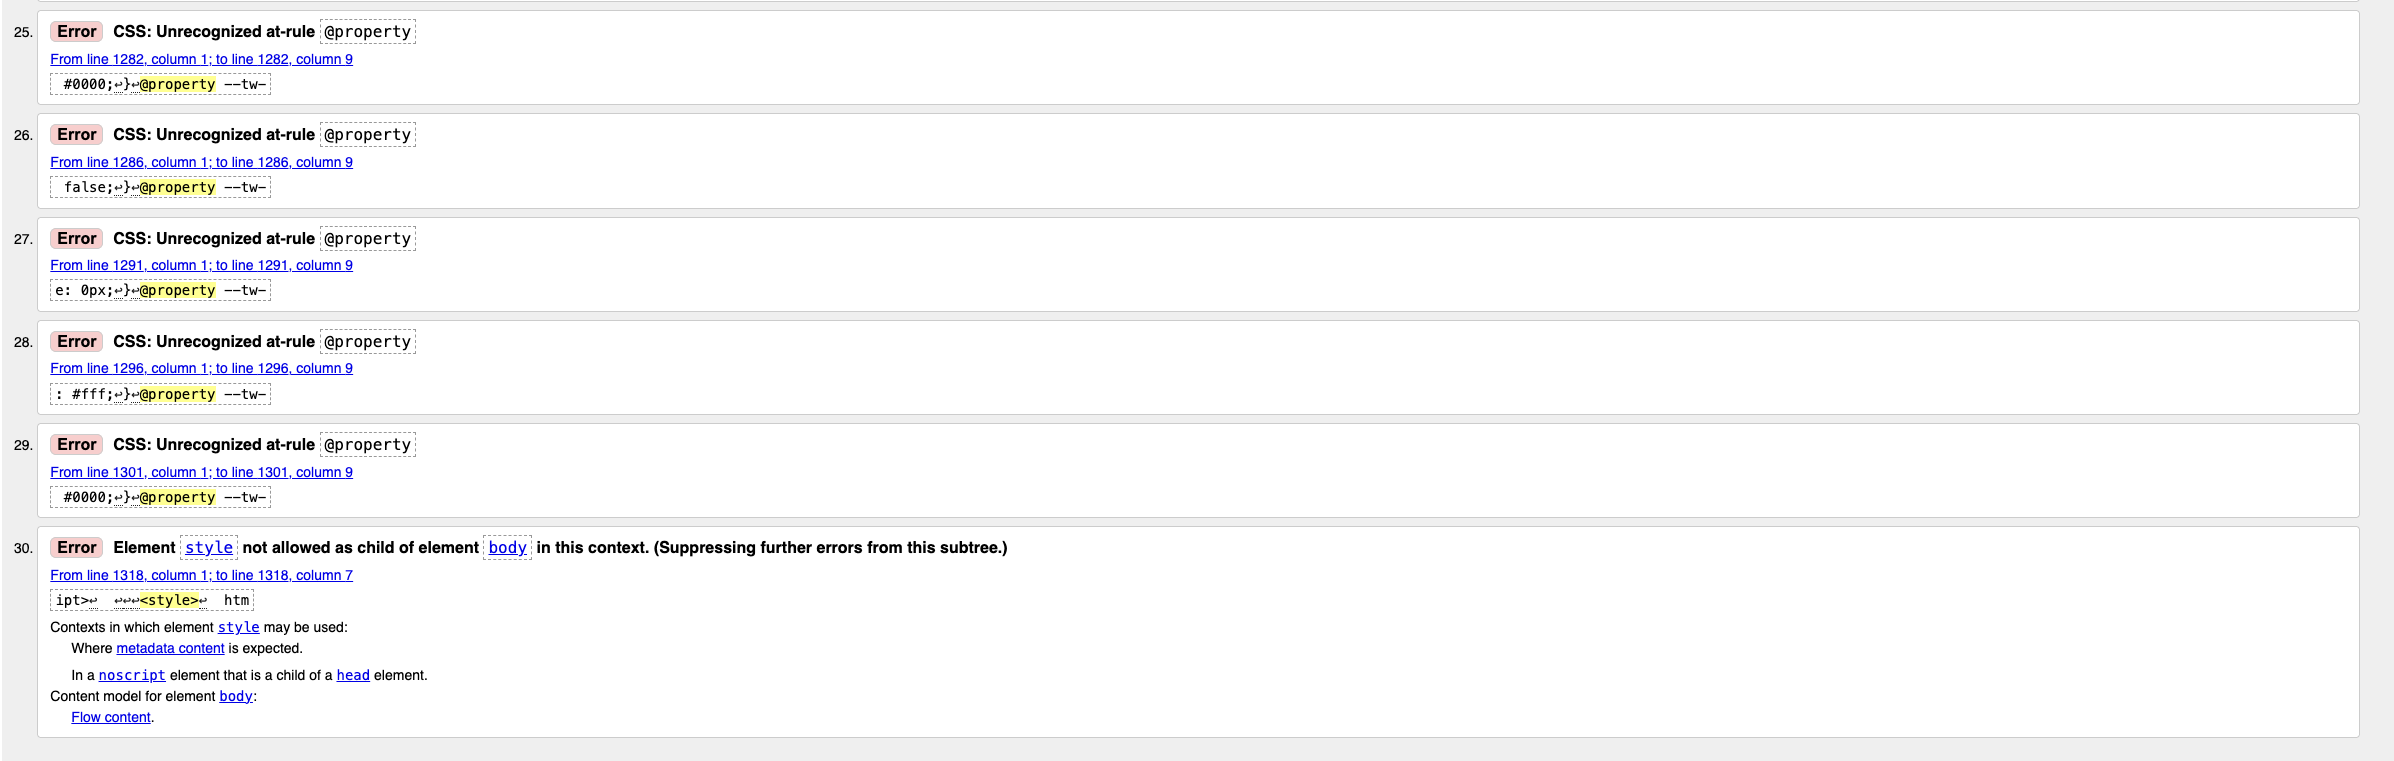 25. Error CSS: Unrecognized at-rule @property
From line 1282, column 1; to line 1282, column 9
#0000;↩}↩@property --tw-
26. Error CSS: Unrecognized at-rule @property
From line 1286, column 1; to line 1286, column 9
false;↩}↩@property --tw-
27. Error CSS: Unrecognized at-rule @property
From line 1291, column 1; to line 1291, column 9
e: 0px;↩}↩@property --tw-
28. Error CSS: Unrecognized at-rule @property
From line 1296, column 1; to line 1296, column 9
: #fff;↩}↩@property --tw-
29. Error CSS: Unrecognized at-rule @property
From line 1301, column 1; to line 1301, column 9
#0000;↩}↩@property --tw-
30. Error Element style not allowed as child of element body in this context. (Suppressing further errors from this subtree.)
From line 1318, column 1; to line 1318, column 7
ipt>↩  ↩↩↩<style>↩  htm
Contexts in which element style may be used:
Where metadata content is expected.
In a noscript element that is a child of a head element.
Content model for element body:
Flow content.